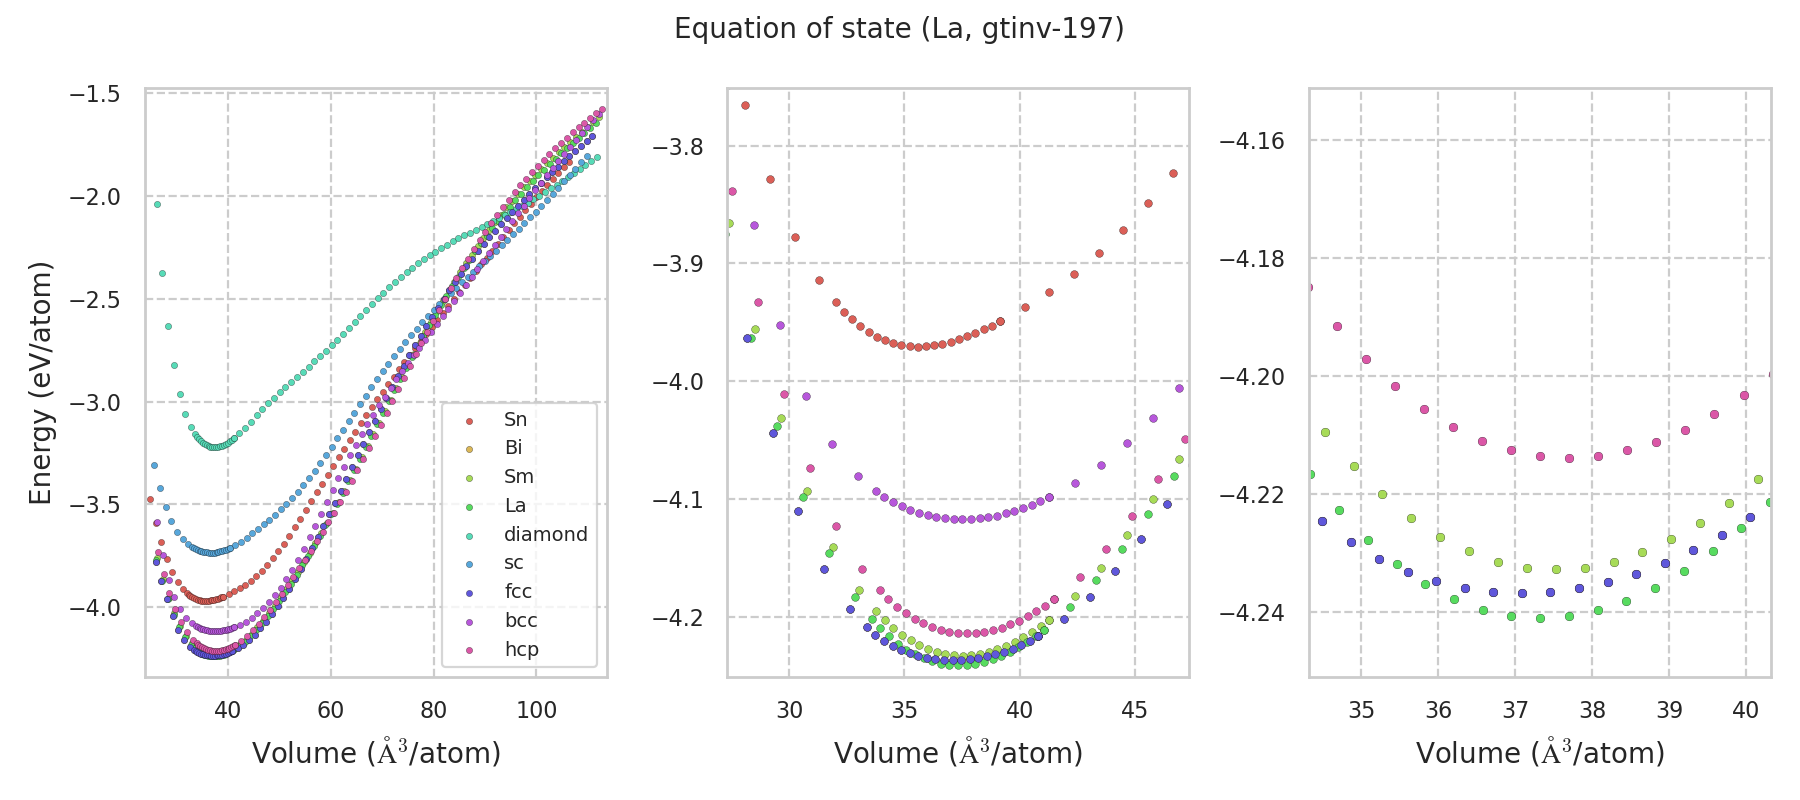 Equation of state (La, gtinv-197)
Energy (eV/atom)
−1.5
−2.0
−2.5
−3.0
−3.5
−4.0
40
60
80
100
Volume (Å³/atom)
Sn
Bi
Sm
La
diamond
sc
fcc
bcc
hcp
−3.8
−3.9
−4.0
−4.1
−4.2
30
35
40
45
Volume (Å³/atom)
−4.16
−4.18
−4.20
−4.22
−4.24
35
36
37
38
39
40
Volume (Å³/atom)